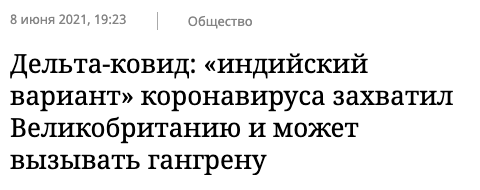 8 июня 2021, 19:23
Общество
Дельта-ковид: «индийский
вариант» коронавируса захватил
Великобританию и может
вызывать гангрену